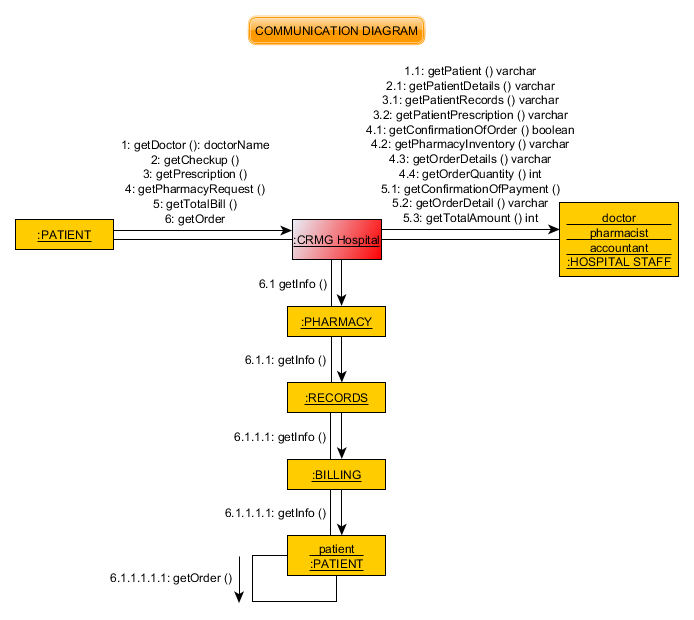 COMMUNICATION DIAGRAM
1.1: getPatient () varchar
2.1: getPatientDetails () varchar
3.1: getPatientRecords () varchar
3.2: getPatientPrescription () varchar
4.1: getConfirmationOfOrder () boolean
4.2: getPharmacyInventory () varchar
4.3: getOrderDetails () varchar
4.4: getOrderQuantity () int
5.1: getConfirmationOfPayment ()
5.2: getOrderDetail () varchar
5.3: getTotalAmount () int
1: getDoctor (): doctorName
2: getCheckup ()
3: getPrescription ()
4: getPharmacyRequest ()
5: getTotalBill ()
6: getOrder
:PATIENT
:CRMG Hospital
doctor
pharmacist
accountant
:HOSPITAL STAFF
6.1 getInfo ()
:PHARMACY
6.1.1: getInfo ()
:RECORDS
6.1.1.1: getInfo ()
:BILLING
6.1.1.1.1: getInfo ()
patient
:PATIENT
6.1.1.1.1.1: getOrder ()